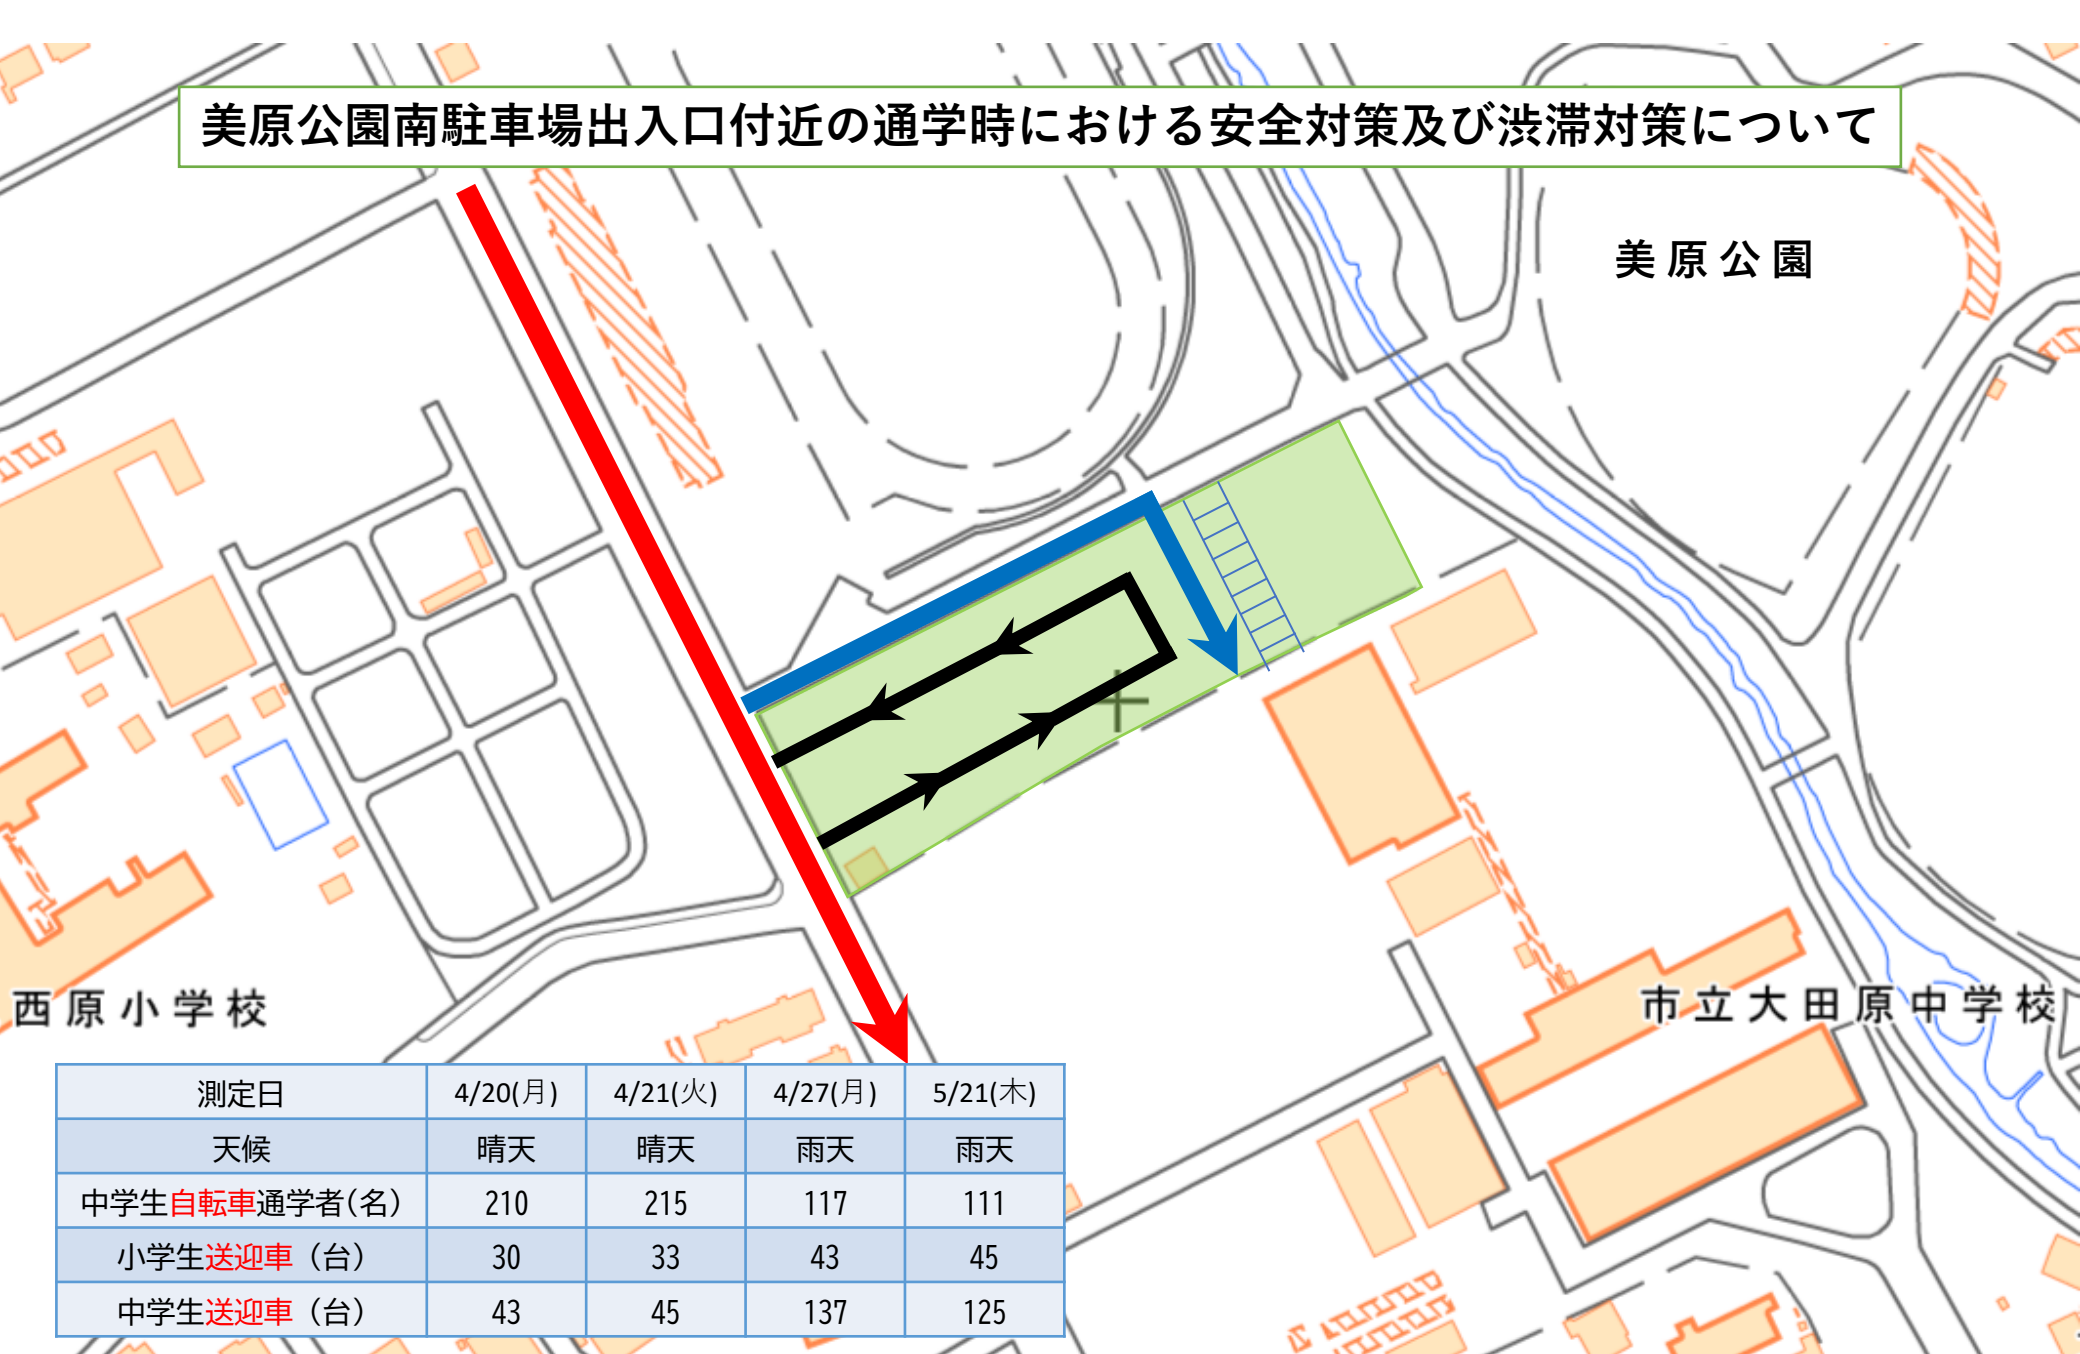 美原公園南駐車場出入口付近の通学時における安全対策及び渋滞対策について
美原公園
西原小学校
市立大田原中学校
測定日 4/20(月) 4/21(火) 4/27(月) 5/21(木)
天候 晴天 晴天 雨天 雨天
中学生自転車通学者(名) 210 215 117 111
小学生送迎車（台） 30 33 43 45
中学生送迎車（台） 43 45 137 125